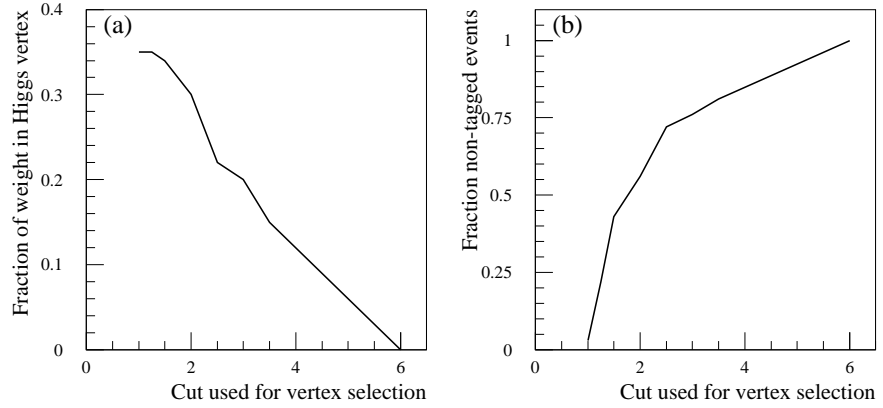 (a)
Fraction of weight in Higgs vertex
0.4
0.3
0.2
0.1
0
0 2 4 6
Cut used for vertex selection
(b)
Fraction non-tagged events
1
0.75
0.5
0.25
0
0 2 4 6
Cut used for vertex selection